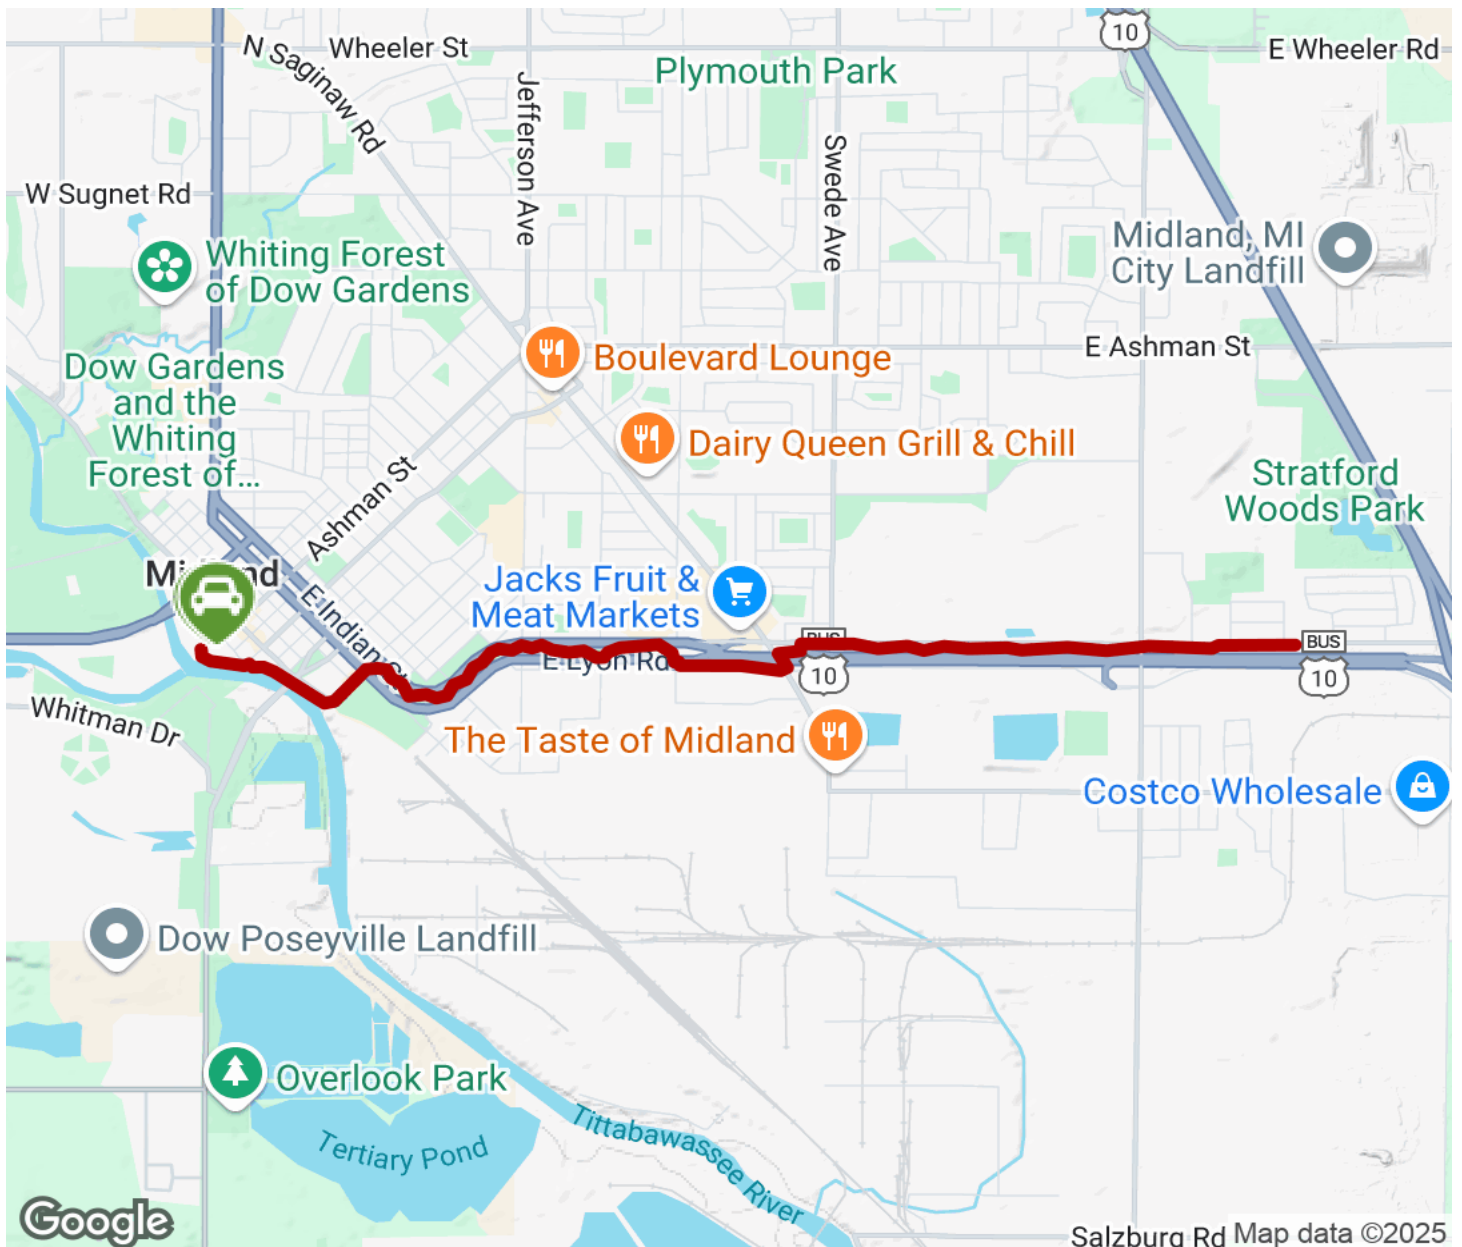 10
Wheeler St
E Wheeler Rd
N Saginaw Rd
Plymouth Park
Jefferson Ave
Swede Ave
W Sugnet Rd
Midland, MI
City Landfill
Whiting Forest
of Dow Gardens
E Ashman St
Boulevard Lounge
Dow Gardens
and the
Whiting
Forest of...
Dairy Queen Grill & Chill
Ashman St
Stratford
Woods Park
Jacks Fruit &
Meat Markets
E Indian St
BUS
10
BUS
10
E Lyon Rd
Whitman Dr
The Taste of Midland
Costco Wholesale
Dow Poseyville Landfill
Overlook Park
Tertiary Pond
Tittabawassee River
Google
Salzburg Rd
Map data ©2025